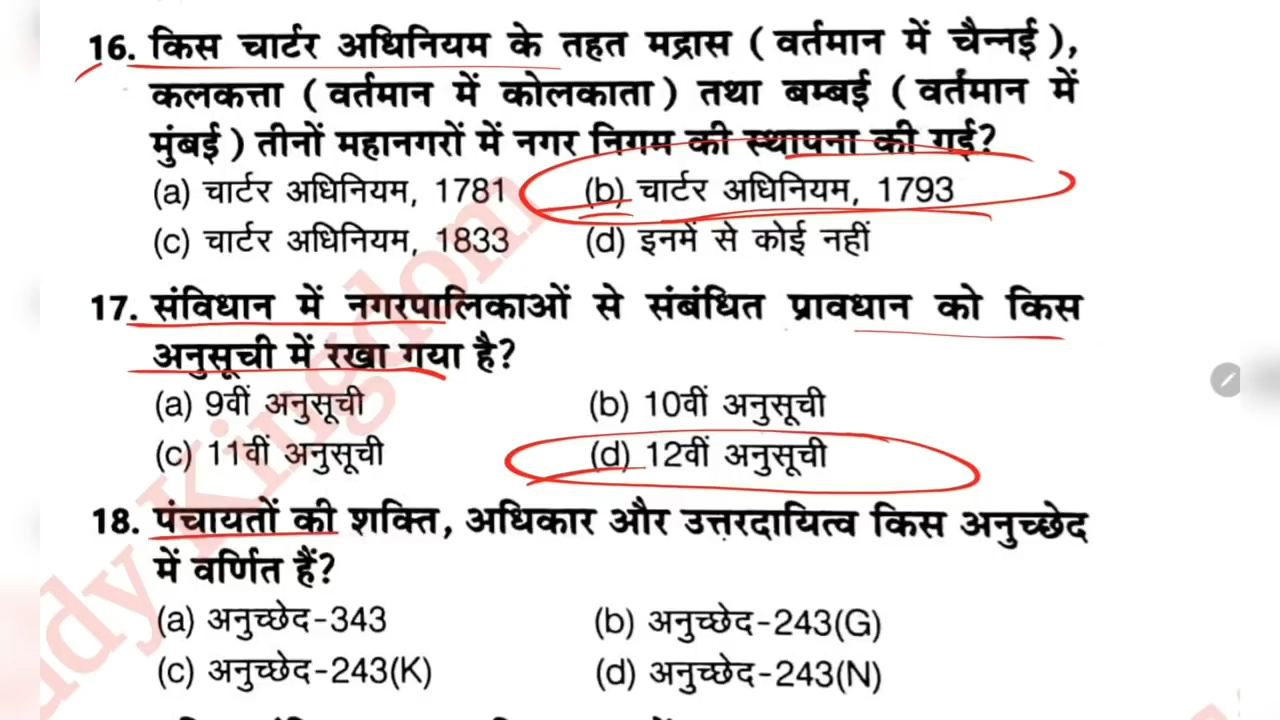 16. किस चार्टर अधिनियम के तहत मद्रास ( वर्तमान में चैन्नई ),
कलकत्ता ( वर्तमान में कोलकाता ) तथा बम्बई ( वर्तमान में
मुंबई ) तीनों महानगरों में नगर निगम की स्थापना की गई?
(a) चार्टर अधिनियम, 1781 (b) चार्टर अधिनियम, 1793
(c) चार्टर अधिनियम, 1833 (d) इनमें से कोई नहीं
17. संविधान में नगरपालिकाओं से संबंधित प्रावधान को किस
अनुसूची में रखा गया है?
(a) 9वीं अनुसूची (b) 10वीं अनुसूची
(c) 11वीं अनुसूची (d) 12वीं अनुसूची
18. पंचायतों की शक्ति, अधिकार और उत्तरदायित्व किस अनुच्छेद
में वर्णित हैं?
(a) अनुच्छेद-343 (b) अनुच्छेद-243(G)
(c) अनुच्छेद-243(K) (d) अनुच्छेद-243(N)
Kingdom